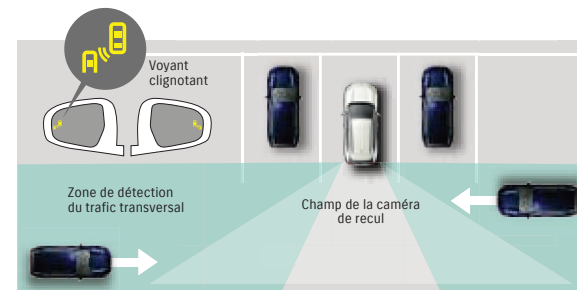 Voyant
clignotant
Zone de détection
du trafic transversal
Champ de la caméra
de recul